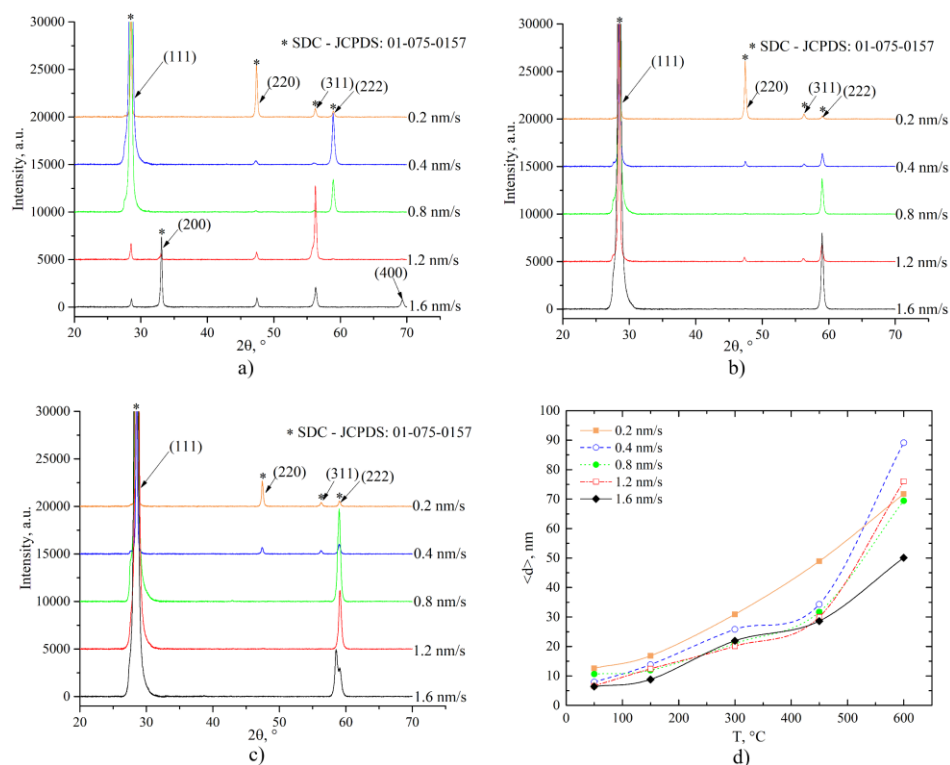 30000
25000
20000
15000
10000
5000
0
Intensity, a.u.
*
(111)
* SDC - JCPDS: 01-075-0157
*
(220)
*
(311)
*
(222)
0.2 nm/s
0.4 nm/s
0.8 nm/s
*
(200)
1.2 nm/s
(400)
1.6 nm/s
20 30 40 50 60 70
2θ, °
a)
30000
25000
20000
15000
10000
5000
0
Intensity, a.u.
*
(111)
* SDC - JCPDS: 01-075-0157
*
(220)
*
(311)
*
(222)
0.2 nm/s
0.4 nm/s
0.8 nm/s
1.2 nm/s
1.6 nm/s
20 30 40 50 60 70
2θ, °
b)
30000
25000
20000
15000
10000
5000
0
Intensity, a.u.
*
(111)
* SDC - JCPDS: 01-075-0157
*
(220)
*
(311)
*
(222)
0.2 nm/s
0.4 nm/s
0.8 nm/s
1.2 nm/s
1.6 nm/s
20 30 40 50 60 70
2θ, °
c)
100
90
80
70
60
50
40
30
20
10
0
<d>, nm
0.2 nm/s
0.4 nm/s
0.8 nm/s
1.2 nm/s
1.6 nm/s
0 100 200 300 400 500 600
T, °C
d)